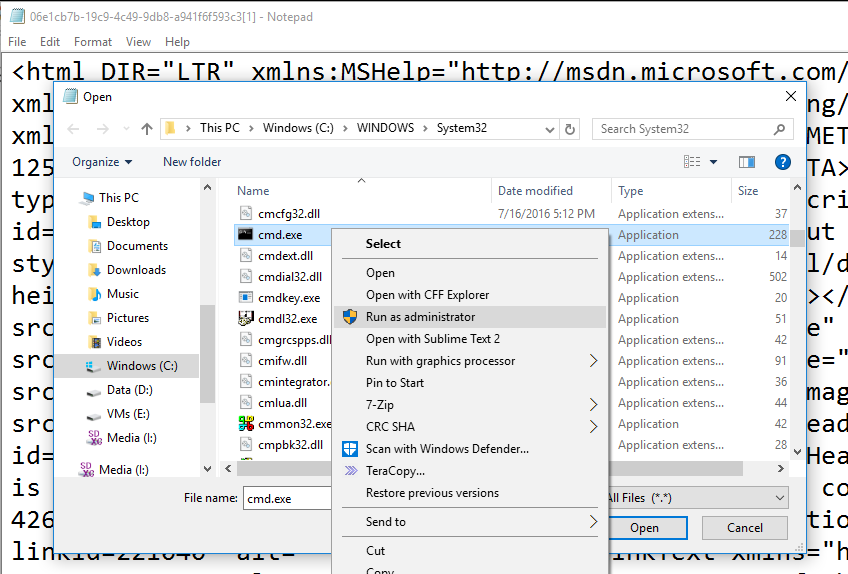 06e1cb7b-19c9-4c49-9db8-a941f6f593c3[1] - Notepad
File Edit Format View Help
<html DIR="LTR" xmlns:MSHelp="http://msdn.microsoft.com/
xml
ng/
Open
This PC > Windows (C:) > WINDOWS > System32
Search System32
xml
MET
125
TA>
Organize New folder
Name Date modified Type Size
typ
cri
This PC
Desktop
Documents
Downloads
Music
Pictures
Videos
Windows (C:)
Data (D:)
VMs (E:)
Media (I:)
Media (I:)
cmcfg32.dll 7/16/2016 5:12 PM Application extens... 37
cmd.exe Application 228
cmdext.dll Application extens... 14
cmdial32.dll Application extens... 502
cmdkey.exe Application 20
cmdl32.exe Application 51
cmgrcspps.dll Application extens... 42
cmifw.dll Application extens... 91
cmintegrator. Application extens... 36
cmlua.dll Application extens... 44
cmmon32.exe Application 42
cmpbk32.dll Application extens... 28
Select
Open
Open with CFF Explorer
Run as administrator
Open with Sublime Text 2
Run with graphics processor
Pin to Start
7-Zip
CRC SHA
Scan with Windows Defender...
TeraCopy...
Restore previous versions
Send to
Cut
Copy
id=
ut
sty
l/d
hei
></
src
e"
src
e="
src
mag
src
ead
id=
Hea
is
co
426
tio
File name: cmd.exe
All Files (*.*)
Open Cancel